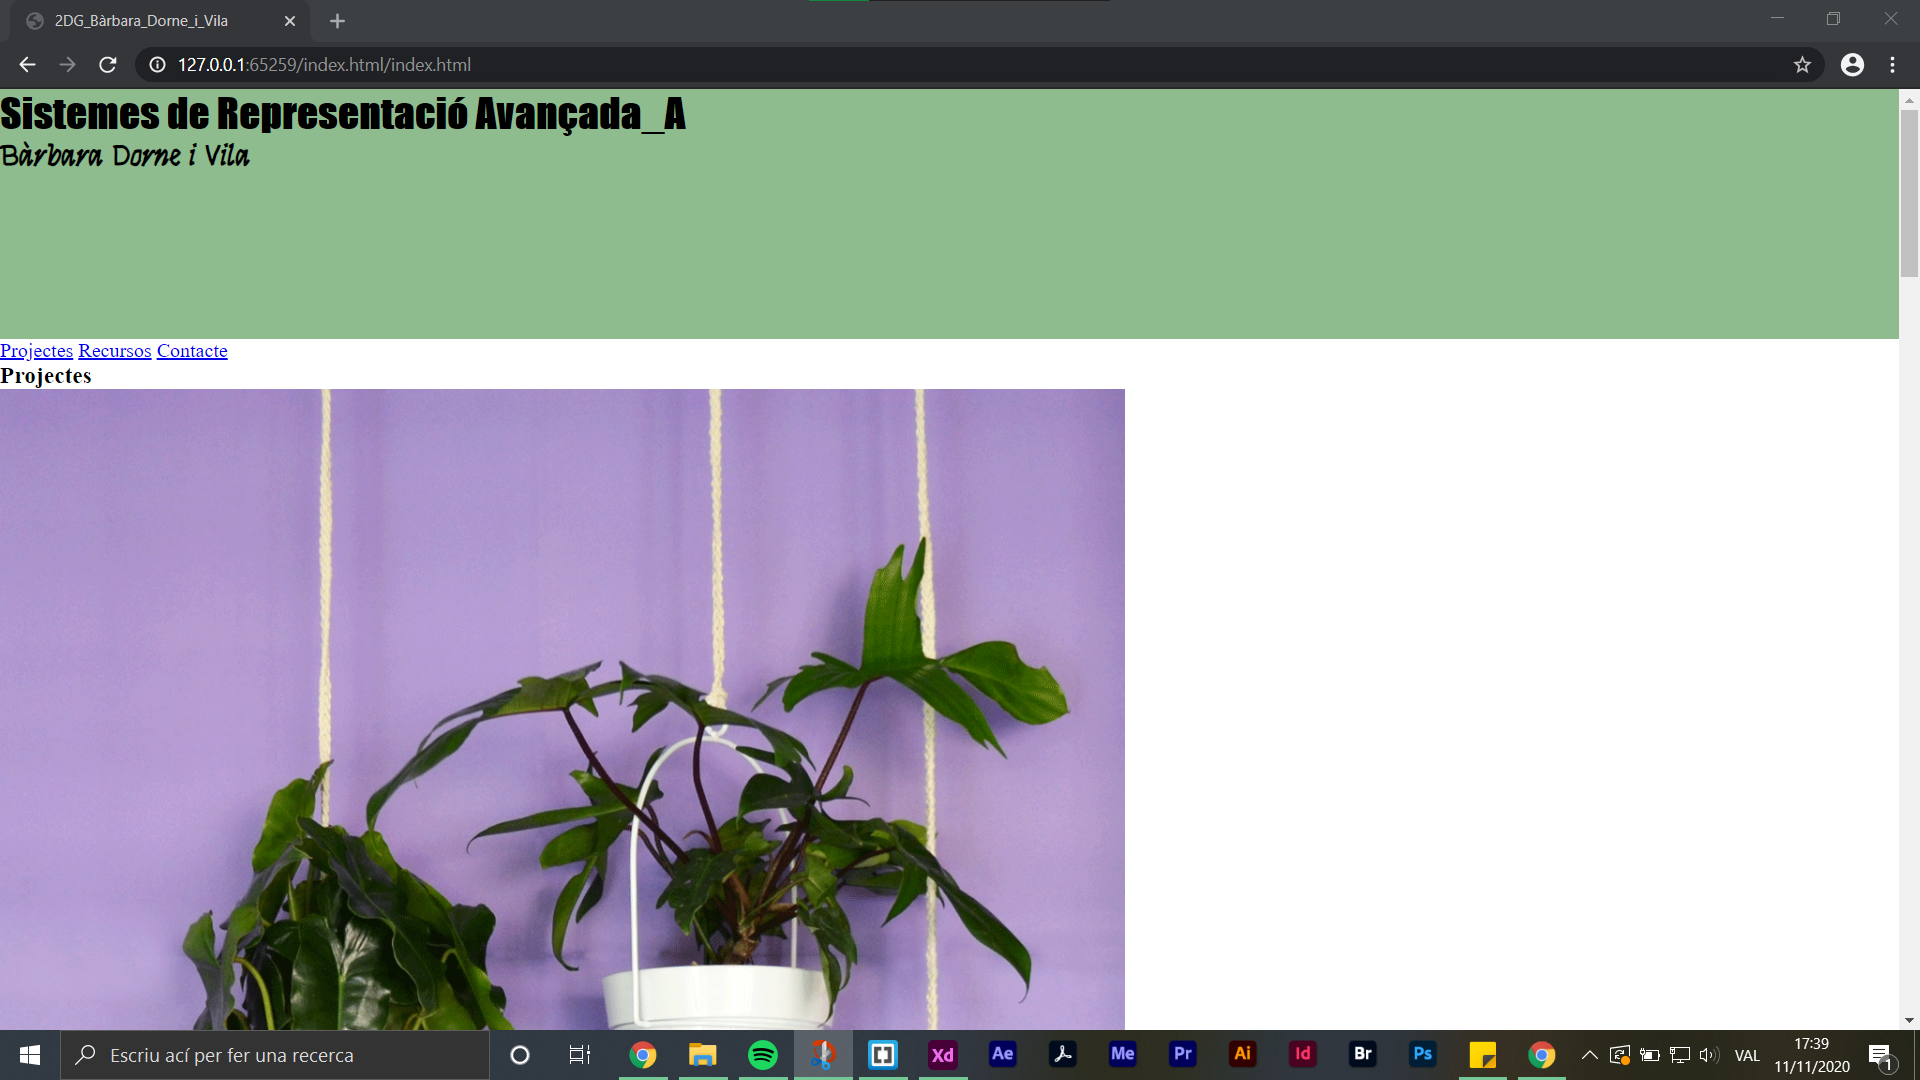 2DG_Bàrbara_Dorne_i_Vila
127.0.0.1:65259/index.html/index.html
Sistemes de Representació Avançada_A
Bàrbara Dorne i Vila
Projectes Recursos Contacte
Projectes
Escriu ací per fer una recerca
Xd
Ae
Me
Pr
Ai
Id
Br
Ps
VAL
17:39
11/11/2020
1